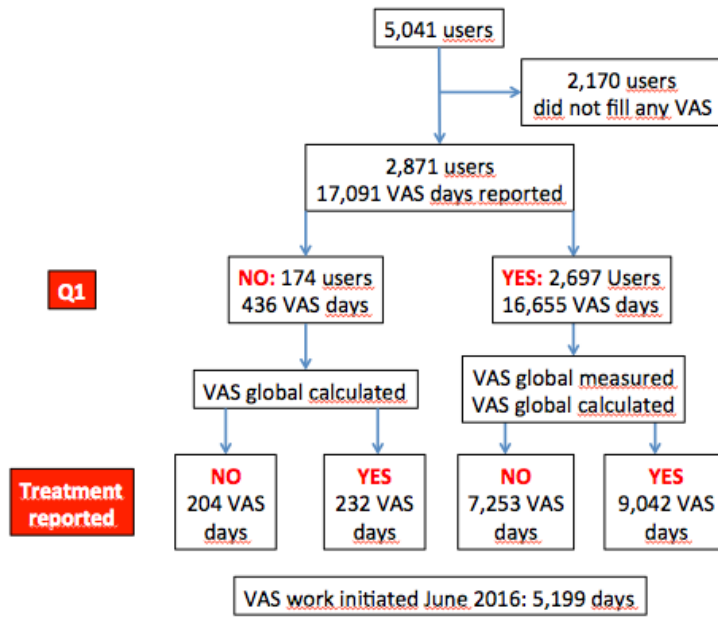 5,041 users
2,170 users
did not fill any VAS
2,871 users
17,091 VAS days reported
Q1
NO: 174 users
436 VAS days
YES: 2,697 Users
16,655 VAS days
VAS global calculated
VAS global measured
VAS global calculated
Treatment
reported
NO
204 VAS
days
YES
232 VAS
days
NO
7,253 VAS
days
YES
9,042 VAS
days
VAS work initiated June 2016: 5,199 days